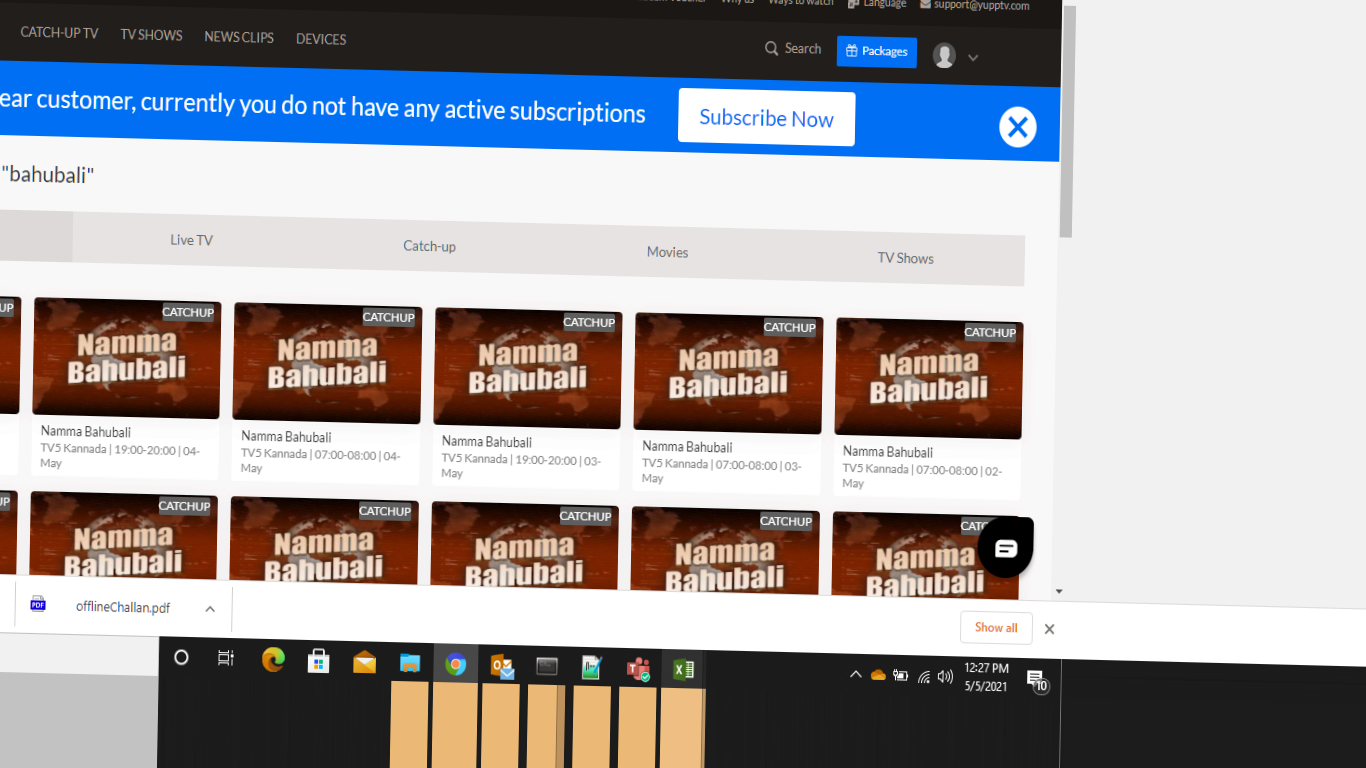 Why us Ways to watch Language support@yupptv.com
CATCH-UP TV TV SHOWS NEWS CLIPS DEVICES Search Packages
ear customer, currently you do not have any active subscriptions Subscribe Now
"bahubali"
Live TV Catch-up Movies TV Shows
UP CATCHUP CATCHUP CATCHUP CATCHUP CATCHUP
Namma Namma Namma Namma Namma
Bahubali Bahubali Bahubali Bahubali Bahubali
Namma Bahubali Namma Bahubali Namma Bahubali Namma Bahubali Namma Bahubali
TV5 Kannada | 19:00-20:00 | 04- TV5 Kannada | 07:00-08:00 | 04- TV5 Kannada | 19:00-20:00 | 03- TV5 Kannada | 07:00-08:00 | 03- TV5 Kannada | 07:00-08:00 | 02-
May May May May May
UP CATCHUP CATCHUP CATCHUP CATCHUP CATC
Namma Namma Namma Namma Namma
Bahubali Bahubali Bahubali Bahubali Bahubali
PDF offlineChallan.pdf Show all
12:27 PM
5/5/2021
10